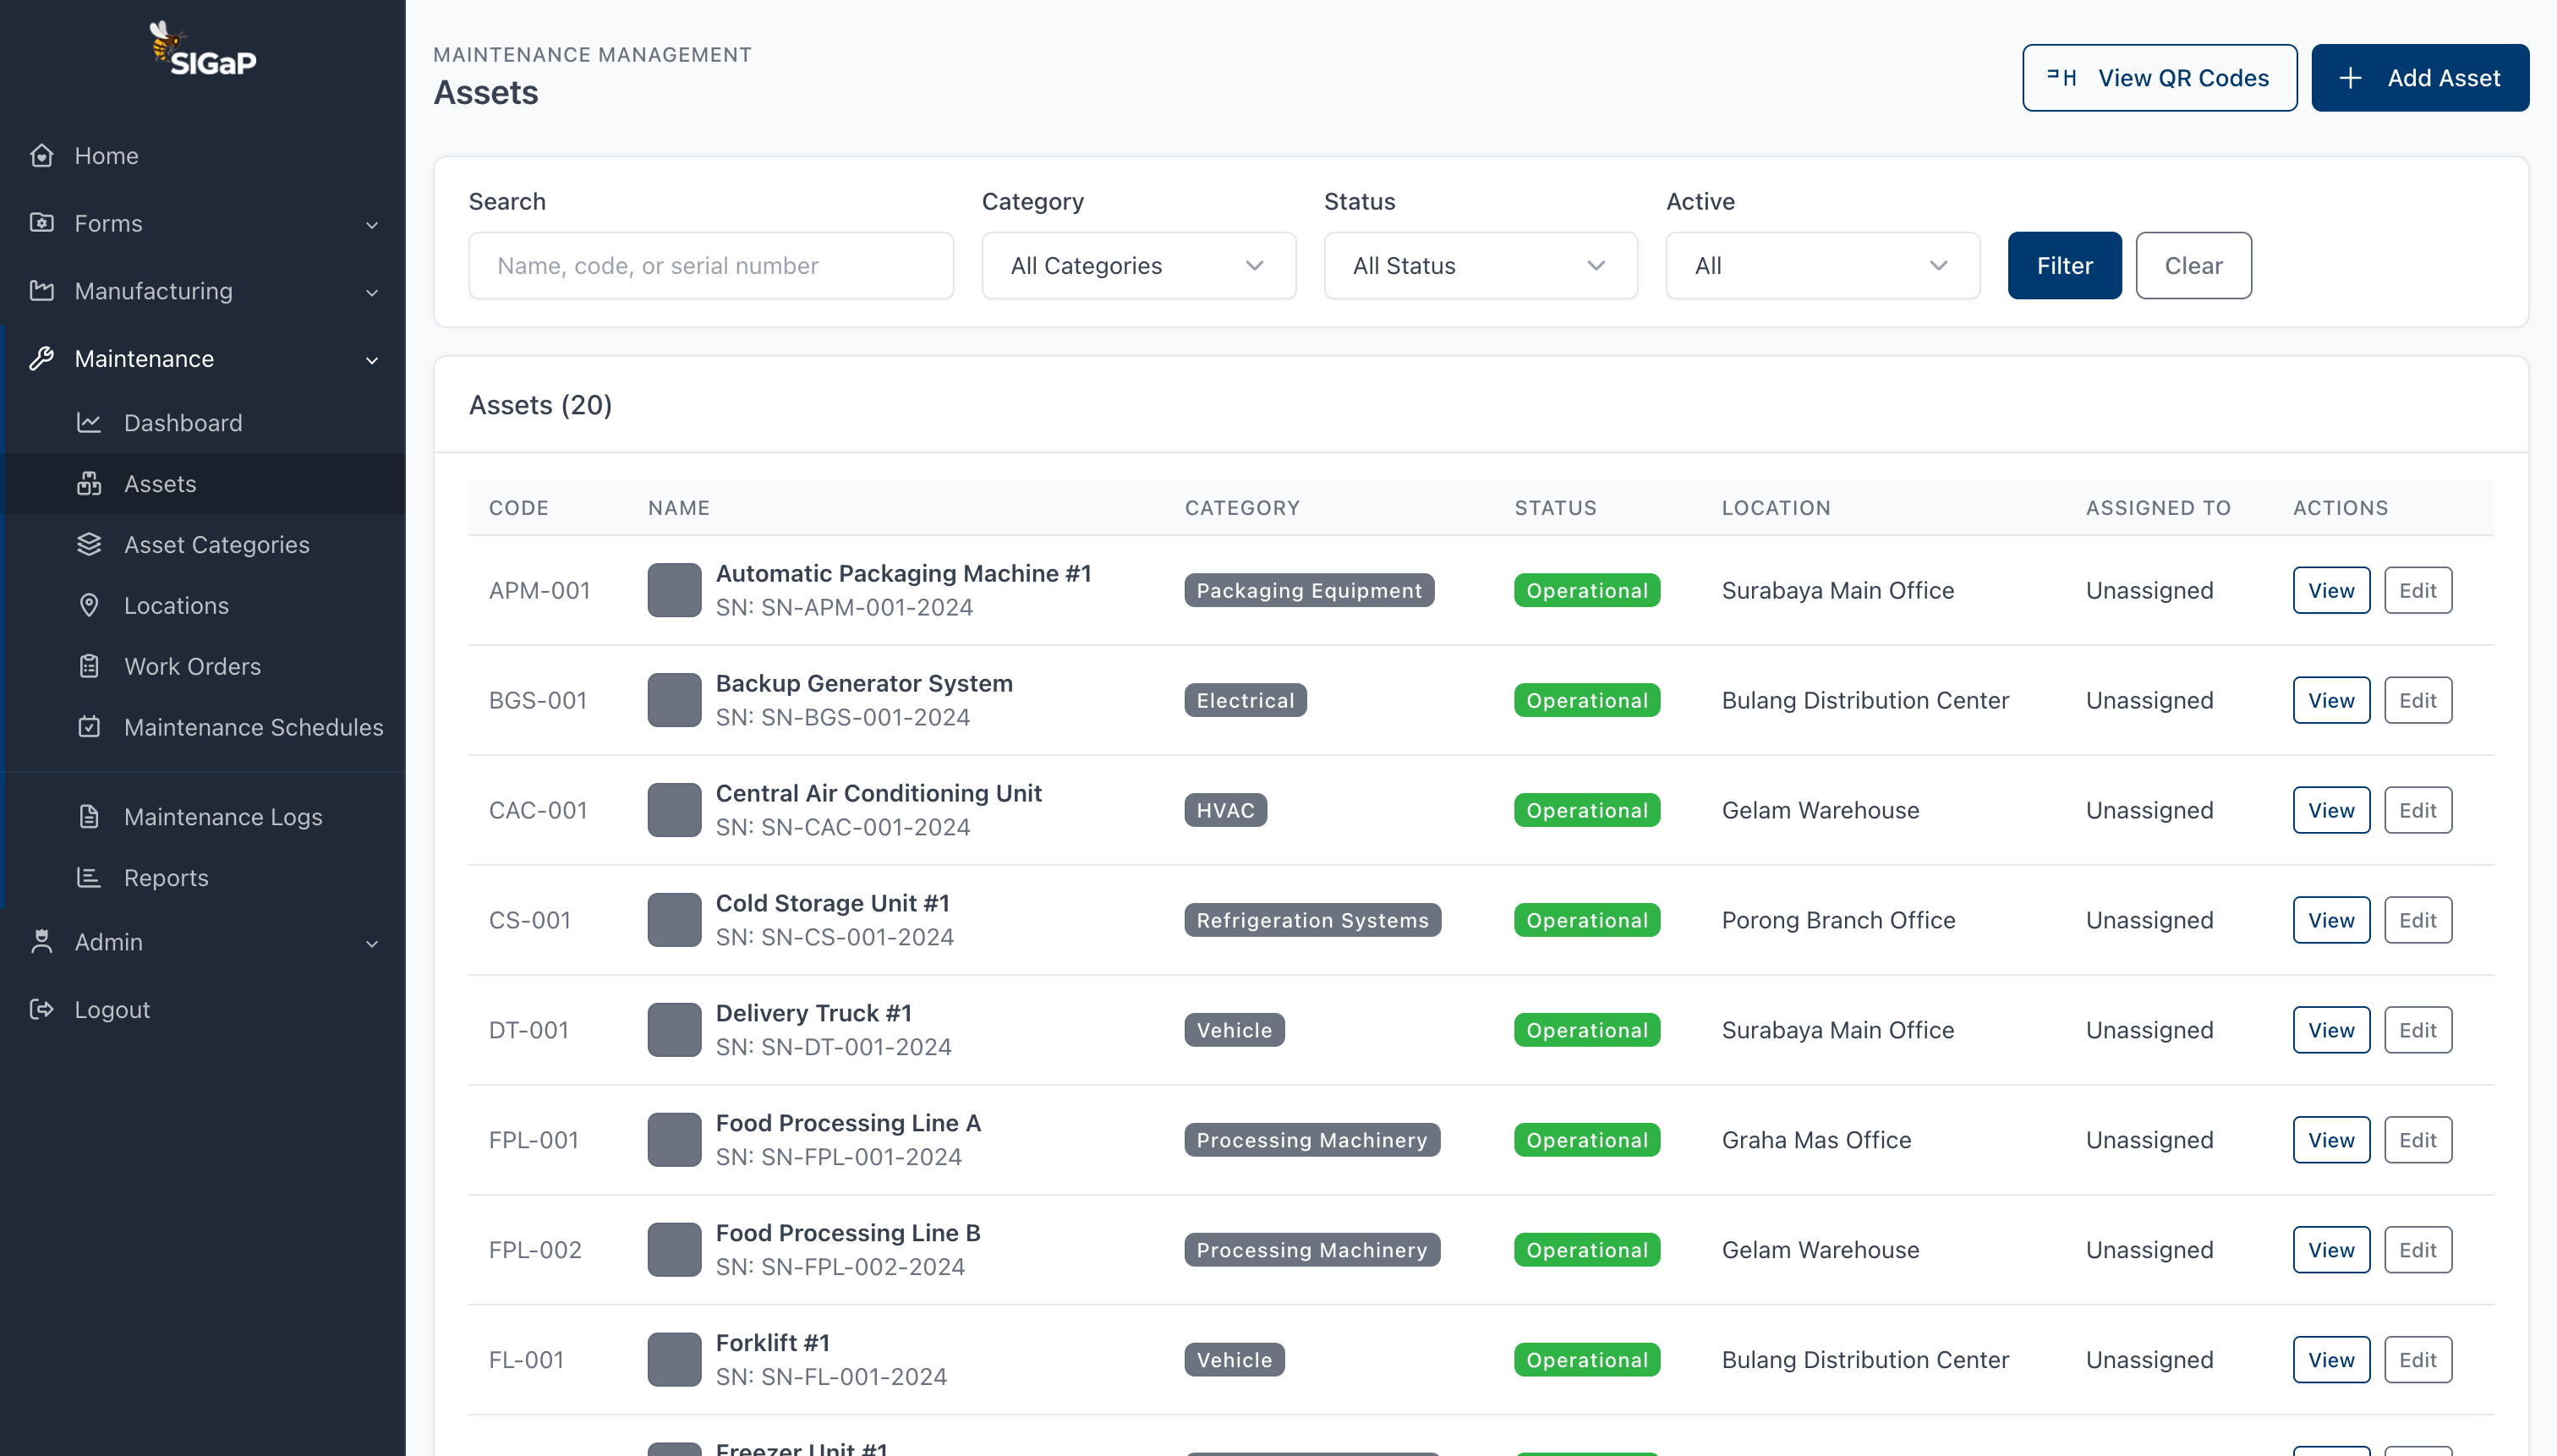 SIGaP
Home
Forms
Manufacturing
Maintenance
Dashboard
Assets
Asset Categories
Locations
Work Orders
Maintenance Schedules
Maintenance Logs
Reports
Admin
Logout
MAINTENANCE MANAGEMENT
Assets
View QR Codes
Add Asset
Search
Category
Status
Active
Name, code, or serial number
All Categories
All Status
All
Filter
Clear
Assets (20)
CODE NAME CATEGORY STATUS LOCATION ASSIGNED TO ACTIONS
APM-001 Automatic Packaging Machine #1 Packaging Equipment Operational Surabaya Main Office Unassigned View Edit
SN: SN-APM-001-2024
BGS-001 Backup Generator System Electrical Operational Bulang Distribution Center Unassigned View Edit
SN: SN-BGS-001-2024
CAC-001 Central Air Conditioning Unit HVAC Operational Gelam Warehouse Unassigned View Edit
SN: SN-CAC-001-2024
CS-001 Cold Storage Unit #1 Refrigeration Systems Operational Porong Branch Office Unassigned View Edit
SN: SN-CS-001-2024
DT-001 Delivery Truck #1 Vehicle Operational Surabaya Main Office Unassigned View Edit
SN: SN-DT-001-2024
FPL-001 Food Processing Line A Processing Machinery Operational Graha Mas Office Unassigned View Edit
SN: SN-FPL-001-2024
FPL-002 Food Processing Line B Processing Machinery Operational Gelam Warehouse Unassigned View Edit
SN: SN-FPL-002-2024
FL-001 Forklift #1 Vehicle Operational Bulang Distribution Center Unassigned View Edit
SN: SN-FL-001-2024
Freezer Unit #1